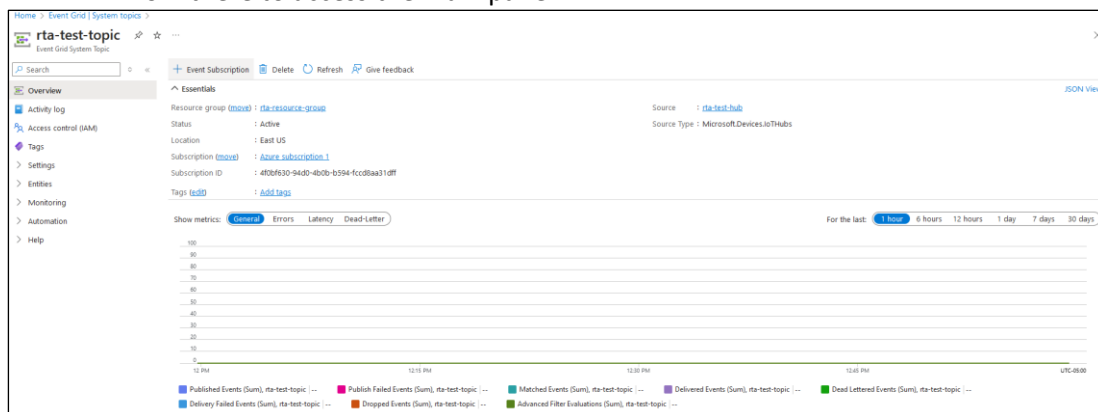 Home > Event Grid | System topics >
rta-test-topic
Event Grid System Topic
Search
Overview
Activity log
Access control (IAM)
Tags
Settings
Entities
Monitoring
Automation
Help
+ Event Subscription Delete Refresh Give feedback
Essentials JSON View
Resource group (move) : rta-resource-group
Status : Active
Location : East US
Subscription (move) : Azure subscription 1
Subscription ID : 4f0bf630-94d0-4b0b-b594-fccd8aa31dff
Tags (edit) : Add tags
Source : rta-test-hub
Source Type : Microsoft.Devices.IoTHubs
Show metrics: General Errors Latency Dead-Letter
For the last: 1 hour 6 hours 12 hours 1 day 7 days 30 days
100
90
80
70
60
50
40
30
20
10
0
12 PM 12:15 PM 12:30 PM 12:45 PM UTC-05:00
Published Events (Sum), rta-test-topic | -- Publish Failed Events (Sum), rta-test-topic | -- Matched Events (Sum), rta-test-topic | -- Delivered Events (Sum), rta-test-topic | -- Dead Lettered Events (Sum), rta-test-topic | --
Delivery Failed Events (Sum), rta-test-topic | -- Dropped Events (Sum), rta-test-topic | -- Advanced Filter Evaluations (Sum), rta-test-topic | --